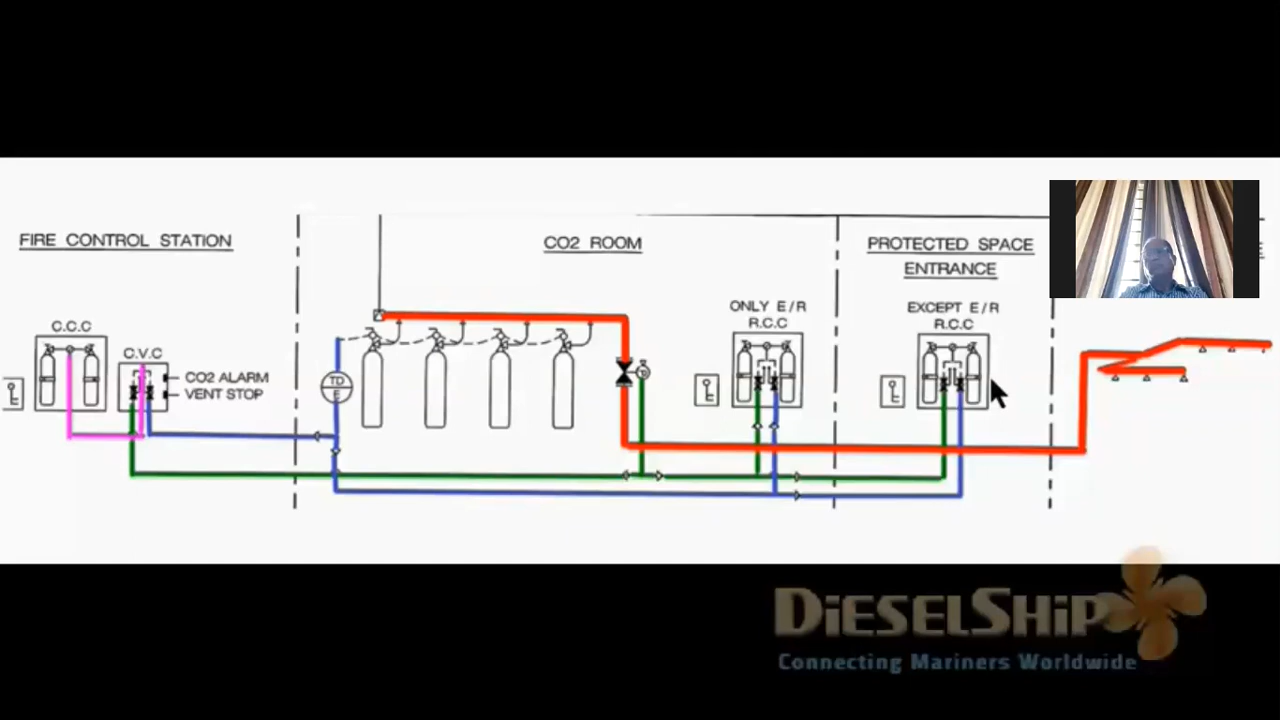 FIRE CONTROL STATION
C.C.C
C.V.C
CO2 ALARM
VENT STOP
CO2 ROOM
TD
E
ONLY E/R
R.C.C
PROTECTED SPACE
ENTRANCE
EXCEPT E/R
R.C.C
DiESELSHiP
Connecting Mariners Worldwide